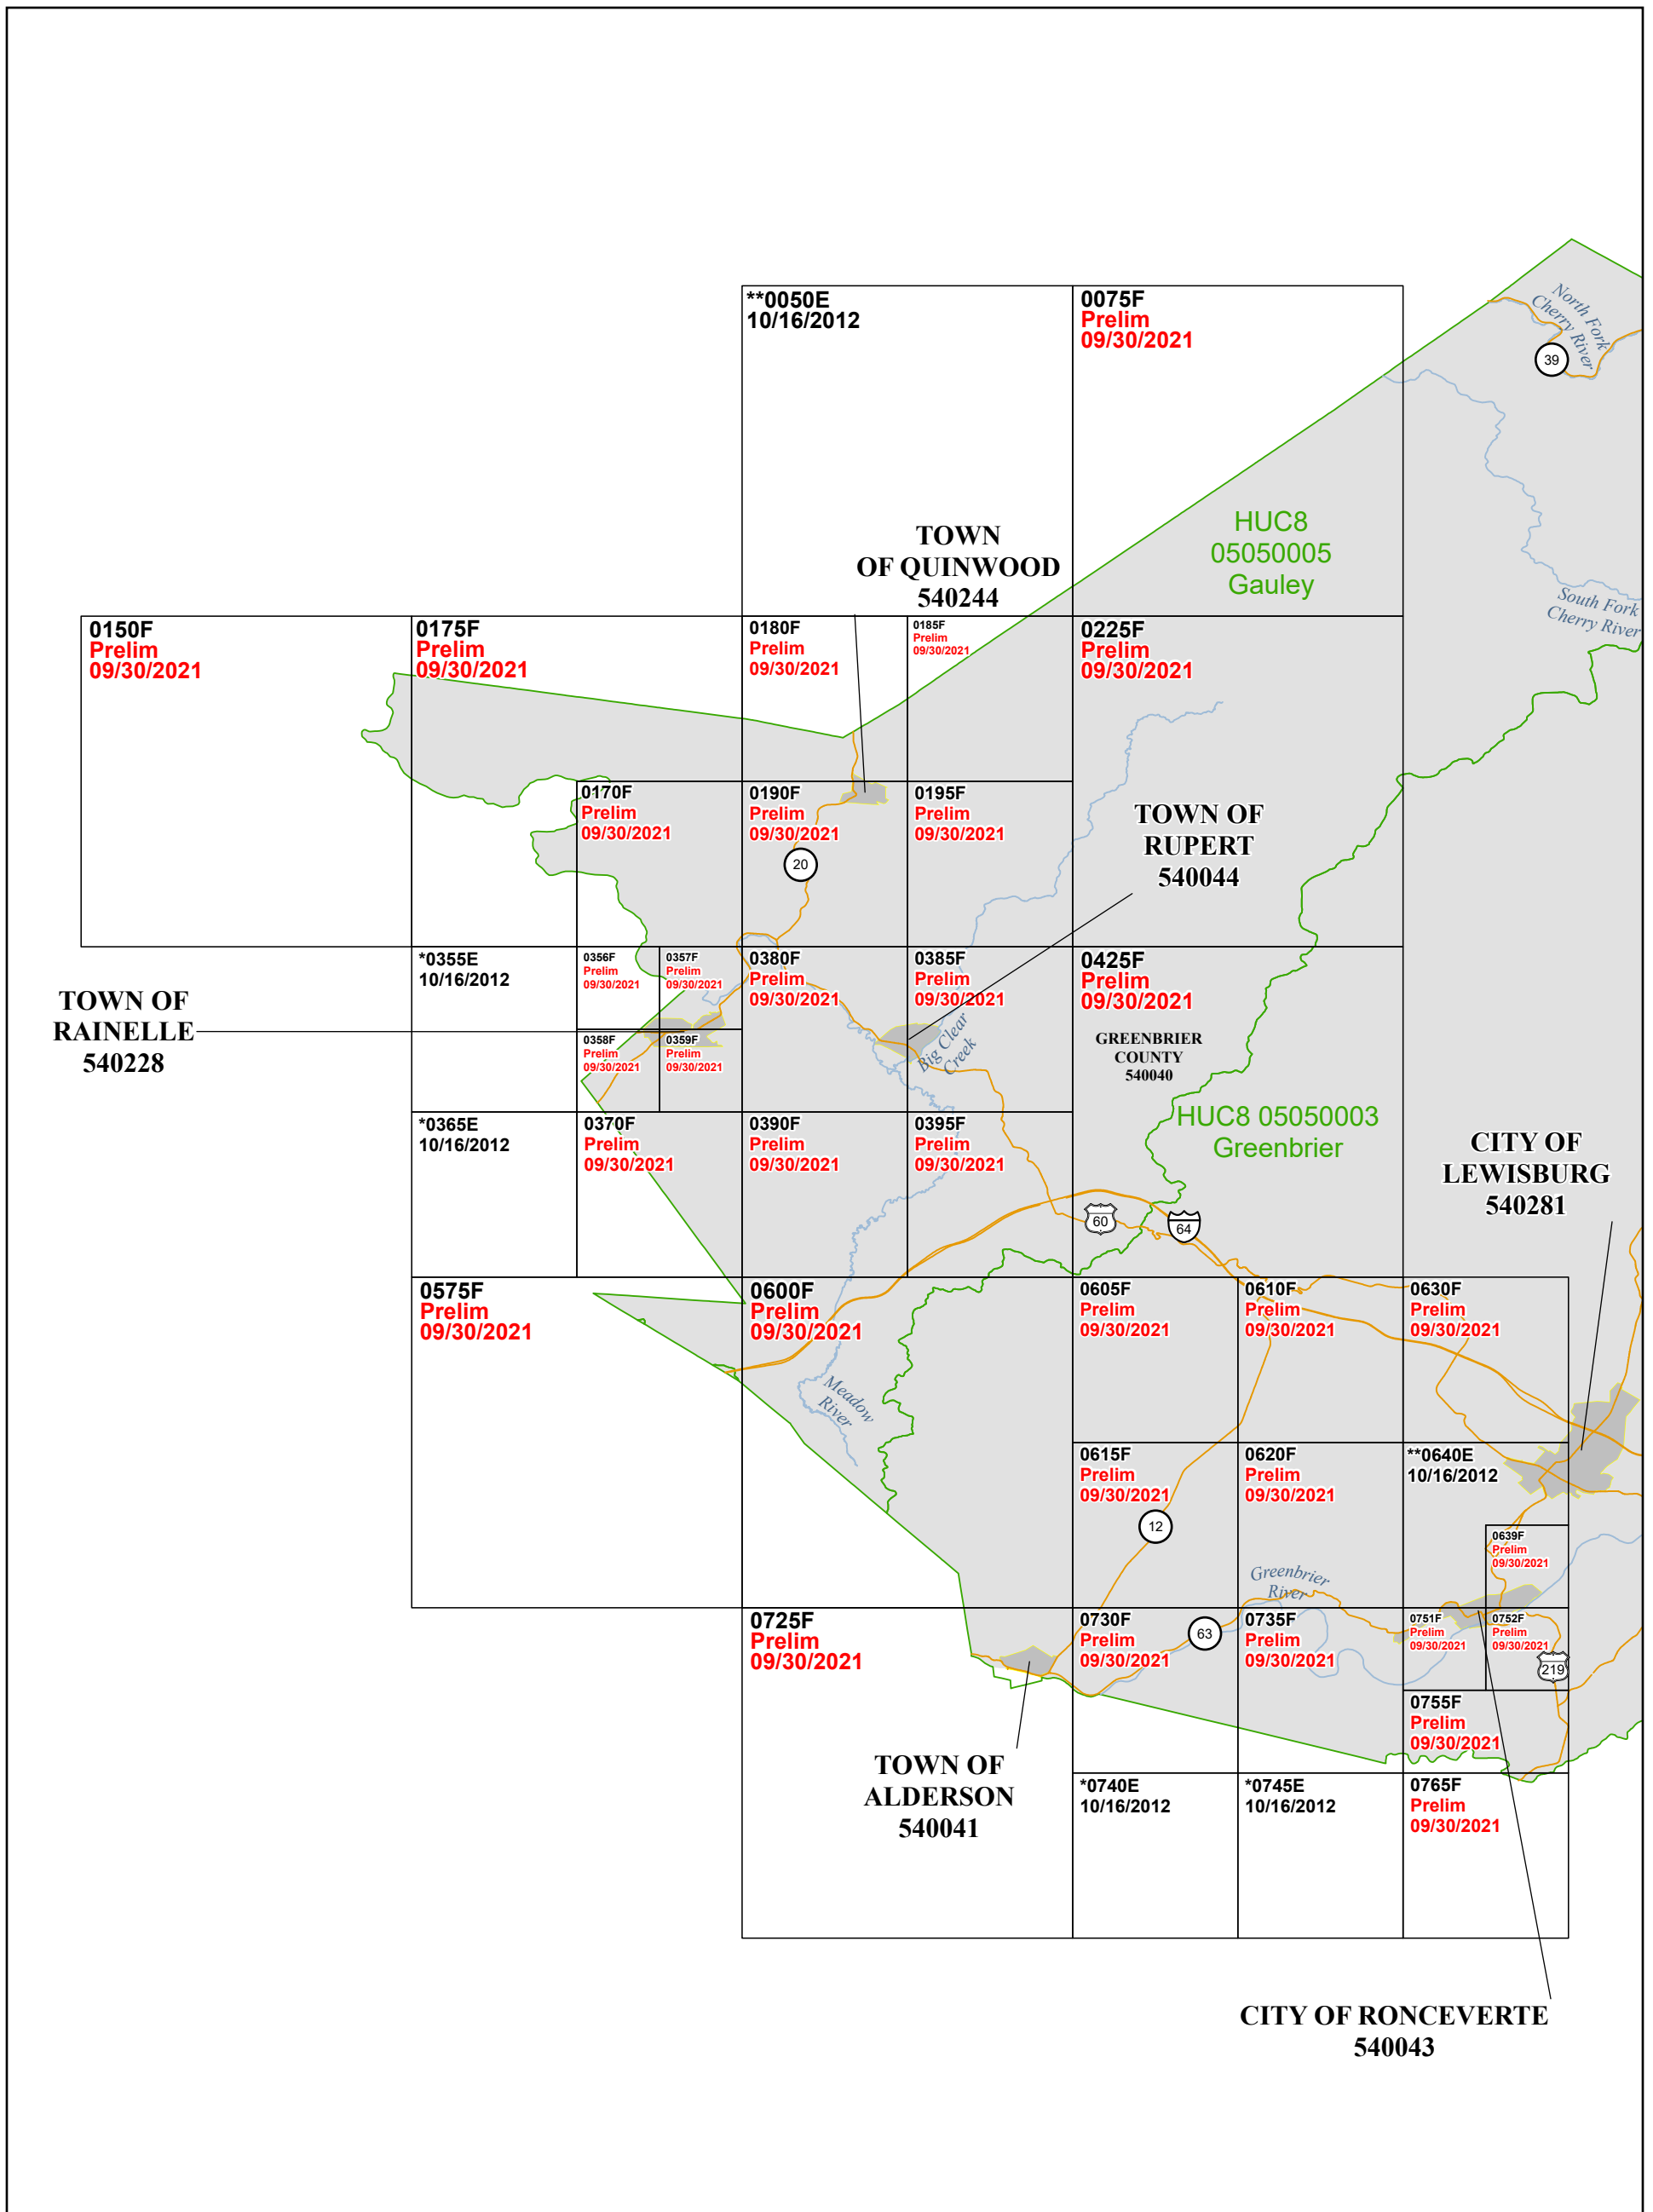 **0050E
10/16/2012
0075F
Prelim
09/30/2021
North Fork
Cherry River
39
HUC8
05050005
Gauley
TOWN
OF QUINWOOD
540244
South Fork
Cherry River
0150F
Prelim
09/30/2021
0175F
Prelim
09/30/2021
0180F
Prelim
09/30/2021
0185F
Prelim
09/30/2021
0225F
Prelim
09/30/2021
0170F
Prelim
09/30/2021
0190F
Prelim
09/30/2021
20
0195F
Prelim
09/30/2021
TOWN OF
RUPERT
540044
*0355E
10/16/2012
0356F
Prelim
09/30/2021
0357F
Prelim
09/30/2021
0380F
Prelim
09/30/2021
0385F
Prelim
09/30/2021
0425F
Prelim
09/30/2021
TOWN OF
RAINELLE
540228
0358F
Prelim
09/30/2021
0359F
Prelim
09/30/2021
Big Clear
Creek
GREENBRIER
COUNTY
540040
*0365E
10/16/2012
0370F
Prelim
09/30/2021
0390F
Prelim
09/30/2021
0395F
Prelim
09/30/2021
HUC8 05050003
Greenbrier
CITY OF
LEWISBURG
540281
60
64
0575F
Prelim
09/30/2021
0600F
Prelim
09/30/2021
0605F
Prelim
09/30/2021
0610F
Prelim
09/30/2021
0630F
Prelim
09/30/2021
Meadow
River
0615F
Prelim
09/30/2021
12
0620F
Prelim
09/30/2021
**0640E
10/16/2012
0639F
Prelim
09/30/2021
Greenbrier
River
0725F
Prelim
09/30/2021
0730F
Prelim
09/30/2021
63
0735F
Prelim
09/30/2021
0751F
Prelim
09/30/2021
0752F
Prelim
09/30/2021
219
0755F
Prelim
09/30/2021
TOWN OF
ALDERSON
540041
*0740E
10/16/2012
*0745E
10/16/2012
0765F
Prelim
09/30/2021
CITY OF RONCEVERTE
540043